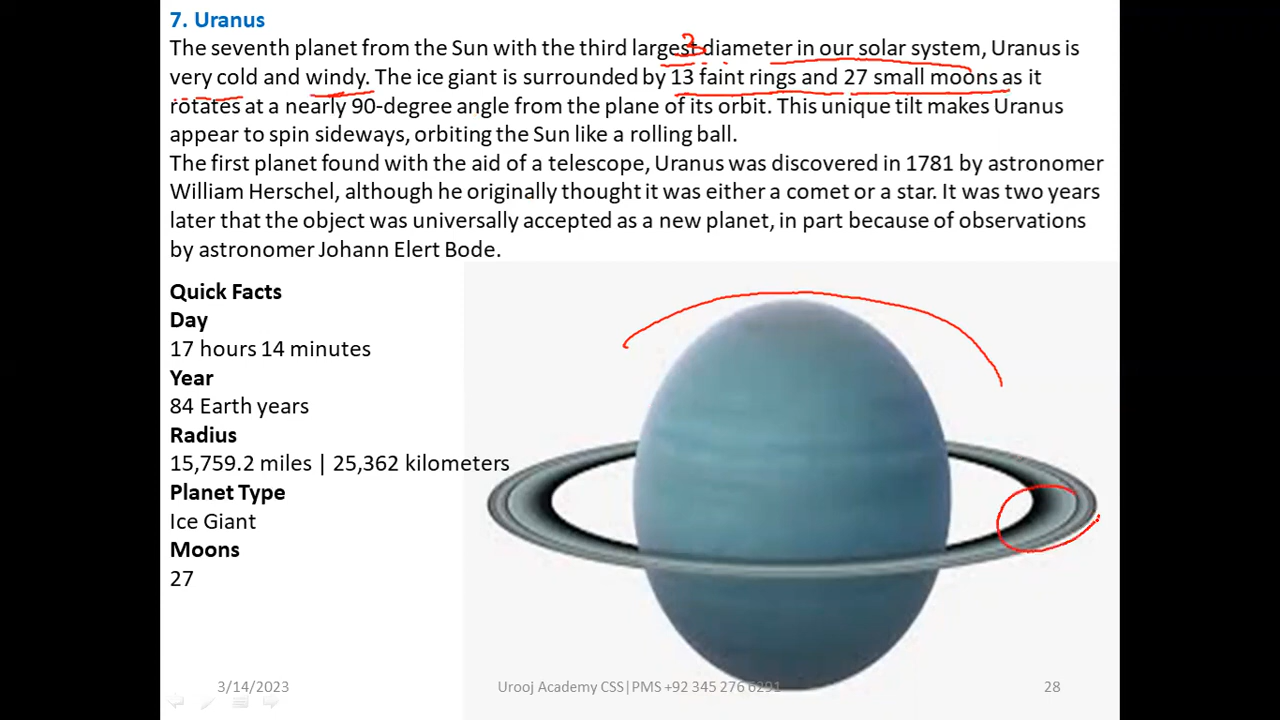 7. Uranus
3
The seventh planet from the Sun with the third largest diameter in our solar system, Uranus is
very cold and windy. The ice giant is surrounded by 13 faint rings and 27 small moons as it
rotates at a nearly 90-degree angle from the plane of its orbit. This unique tilt makes Uranus
appear to spin sideways, orbiting the Sun like a rolling ball.
The first planet found with the aid of a telescope, Uranus was discovered in 1781 by astronomer
William Herschel, although he originally thought it was either a comet or a star. It was two years
later that the object was universally accepted as a new planet, in part because of observations
by astronomer Johann Elert Bode.
Quick Facts
Day
17 hours 14 minutes
Year
84 Earth years
Radius
15,759.2 miles | 25,362 kilometers
Planet Type
Ice Giant
Moons
27
3/14/2023
Urooj Academy CSS|PMS +92 345 276 6291
28